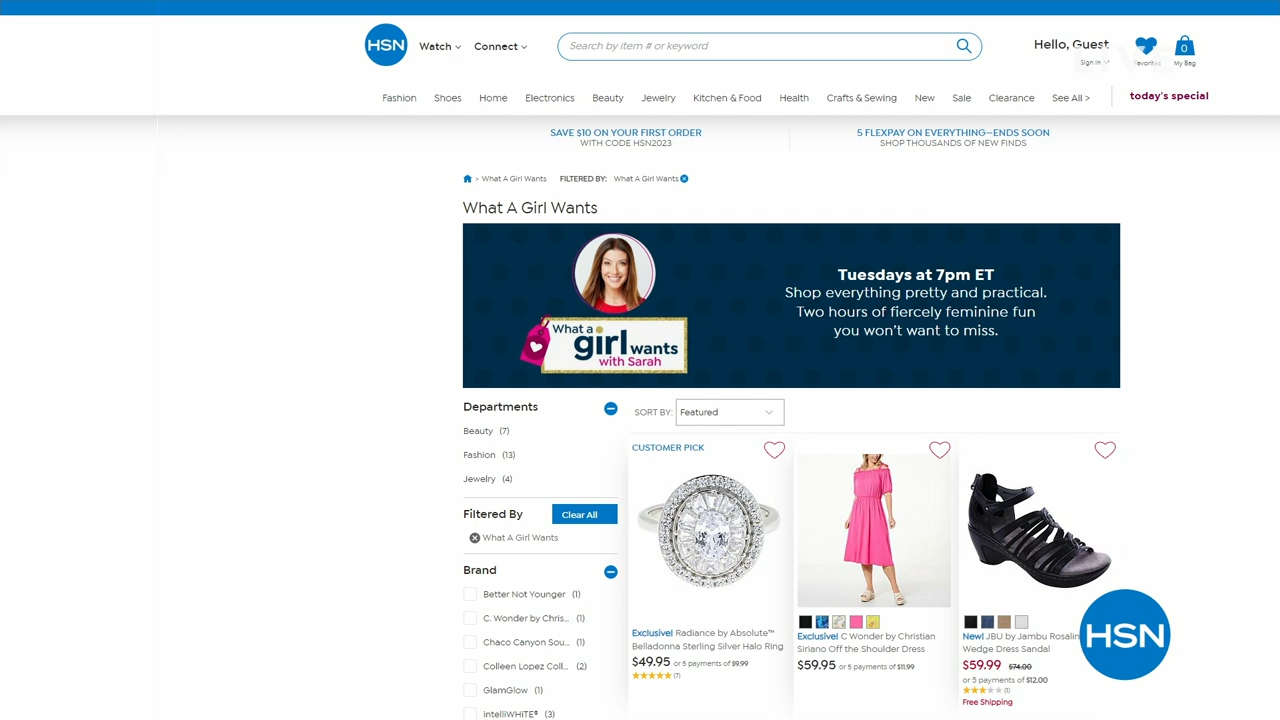 HSN
Watch
Connect
Search by item # or keyword
Hello, Guest
Sign In
Favorites
0
My Bag
Fashion
Shoes
Home
Electronics
Beauty
Jewelry
Kitchen & Food
Health
Crafts & Sewing
New
Sale
Clearance
See All >
today's special
SAVE $10 ON YOUR FIRST ORDER
WITH CODE HSN2023
5 FLEXPAY ON EVERYTHING—ENDS SOON
SHOP THOUSANDS OF NEW FINDS
> What A Girl Wants FILTERED BY: What A Girl Wants
What A Girl Wants
What a
girl wants
with Sarah
Tuesdays at 7pm ET
Shop everything pretty and practical.
Two hours of fiercely feminine fun
you won't want to miss.
Departments
Beauty (7)
Fashion (13)
Jewelry (4)
Filtered By
Clear All
What A Girl Wants
Brand
Better Not Younger (1)
C. Wonder by Chris... (1)
Chaco Canyon Sou... (1)
Colleen Lopez Coll... (2)
GlamGlow (1)
intelliWHiTE® (3)
SORT BY: Featured
CUSTOMER PICK
Exclusive! Radiance by Absolute™
Belladonna Sterling Silver Halo Ring
$49.95 or 5 payments of $9.99
(7)
Exclusive! C Wonder by Christian
Siriano Off the Shoulder Dress
$59.95 or 5 payments of $11.99
New! JBU by Jambu Rosalin
Wedge Dress Sandal
$59.99 $74.00
or 5 payments of $12.00
(1)
Free Shipping
HSN